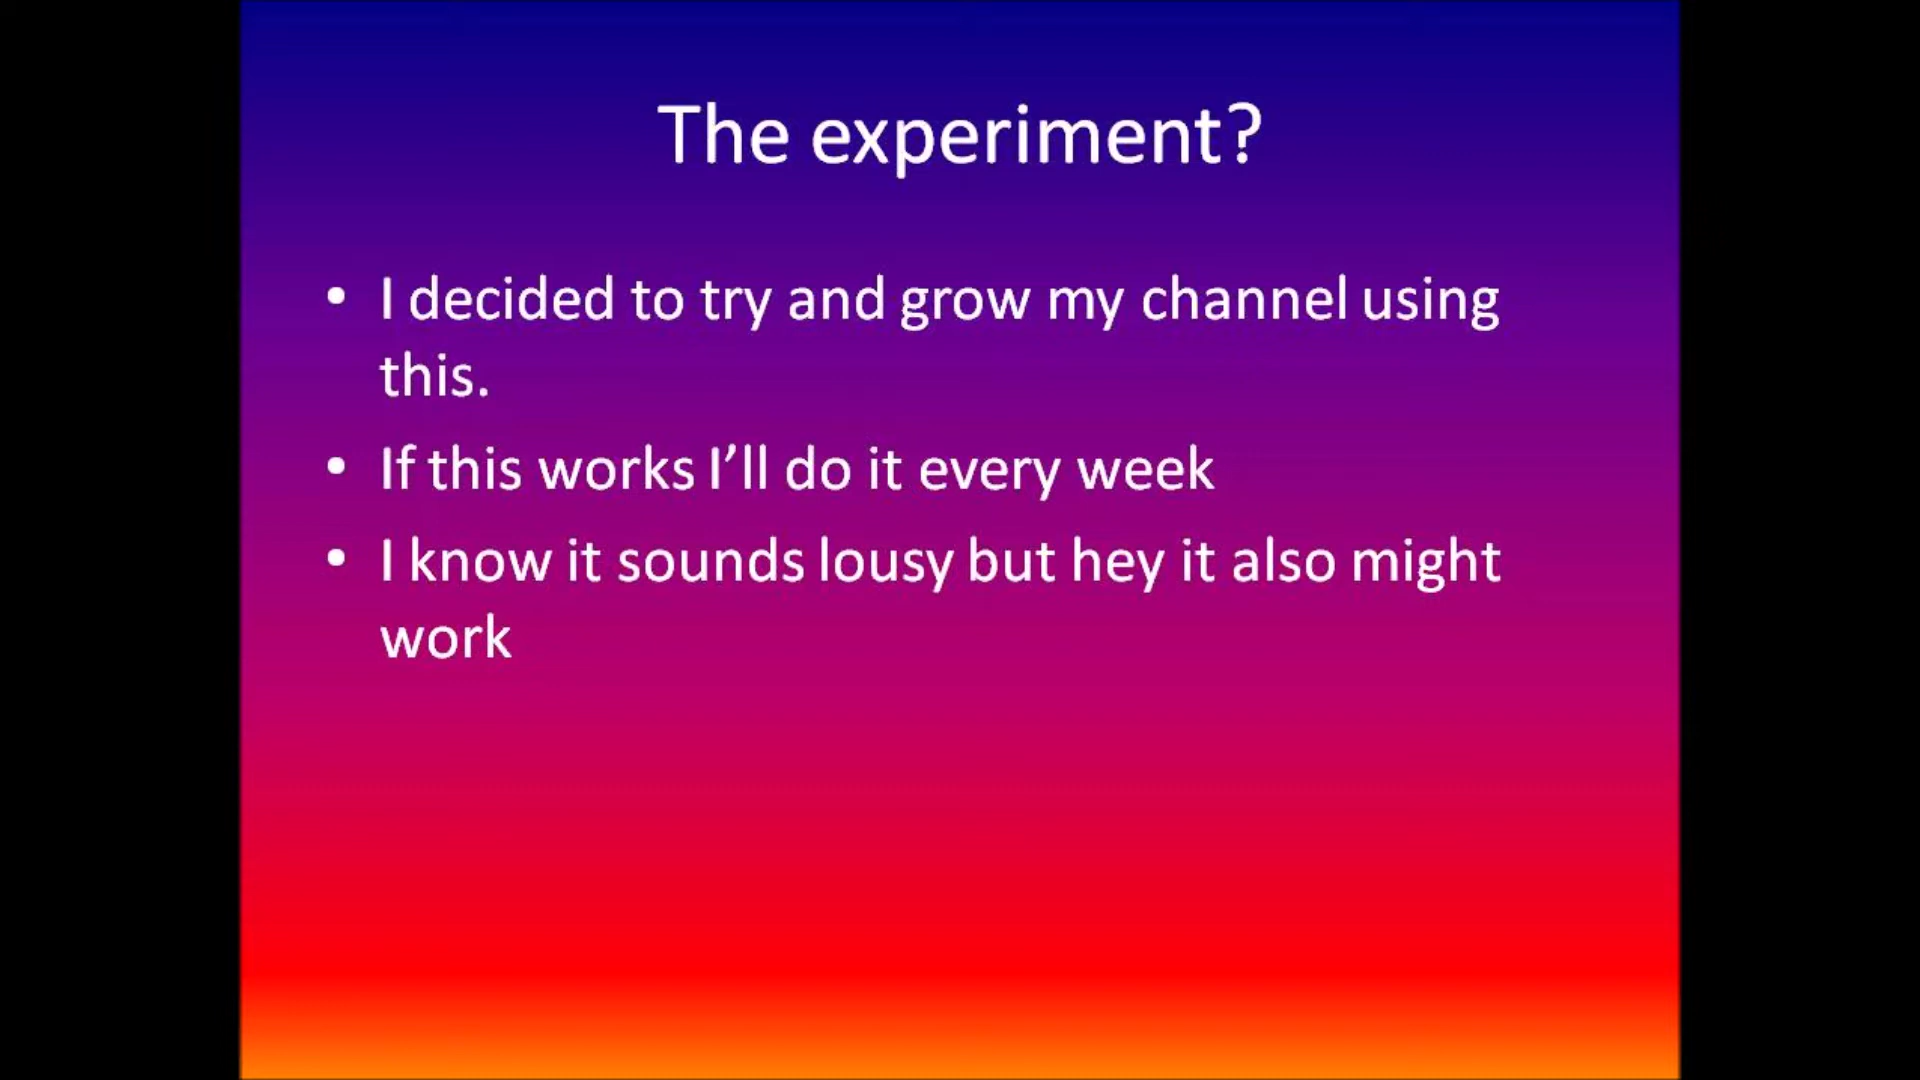 The experiment?
• I decided to try and grow my channel using
this.
• If this works I’ll do it every week
• I know it sounds lousy but hey it also might
work